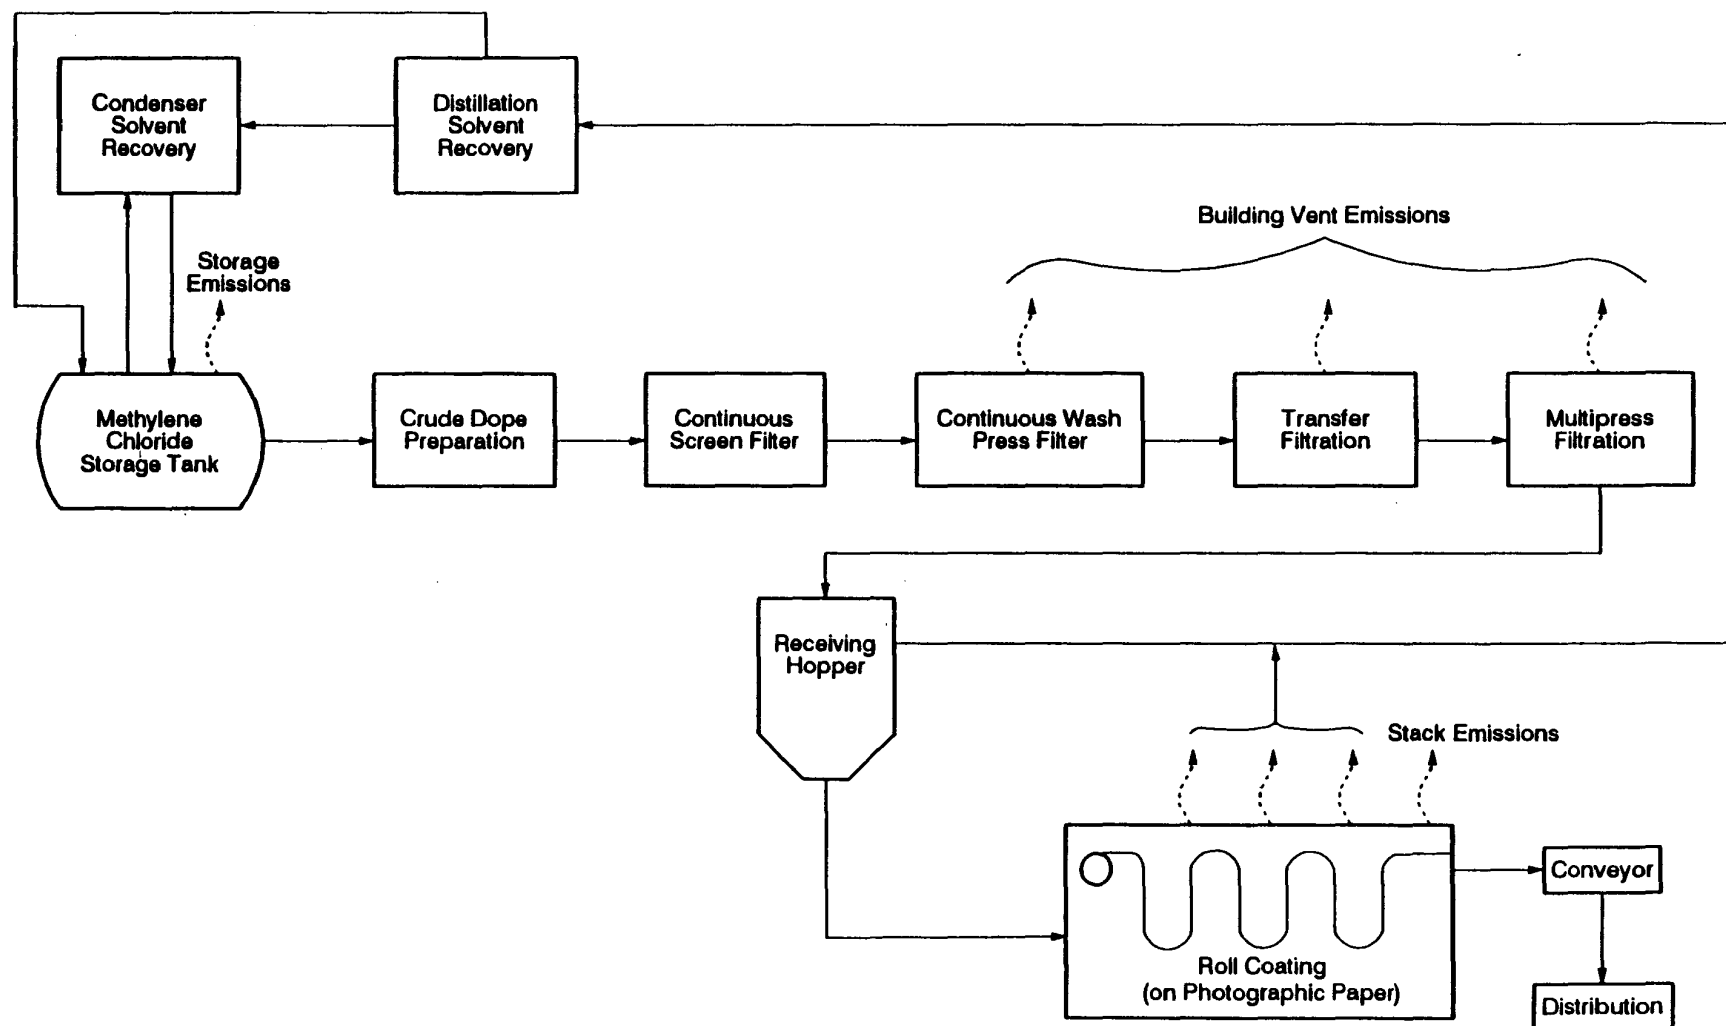 Condenser
Solvent
Recovery
Distillation
Solvent
Recovery
Building Vent Emissions
Storage
Emissions
Methylene
Chloride
Storage Tank
Crude Dope
Preparation
Continuous
Screen Filter
Continuous Wash
Press Filter
Transfer
Filtration
Multipress
Filtration
Receiving
Hopper
Stack Emissions
Conveyor
Roll Coating
(on Photographic Paper)
Distribution